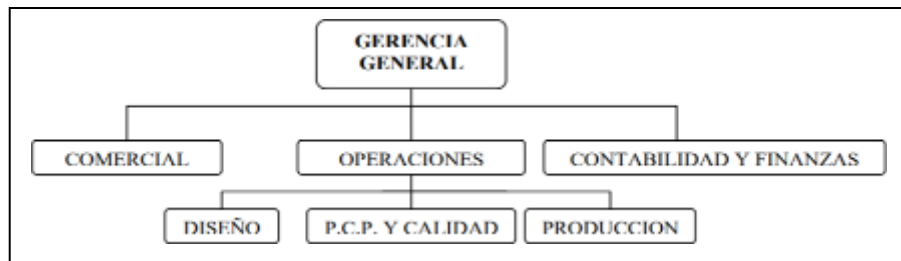 GERENCIA
GENERAL
COMERCIAL
OPERACIONES
CONTABILIDAD Y FINANZAS
DISEÑO
P.C.P. Y CALIDAD
PRODUCCION